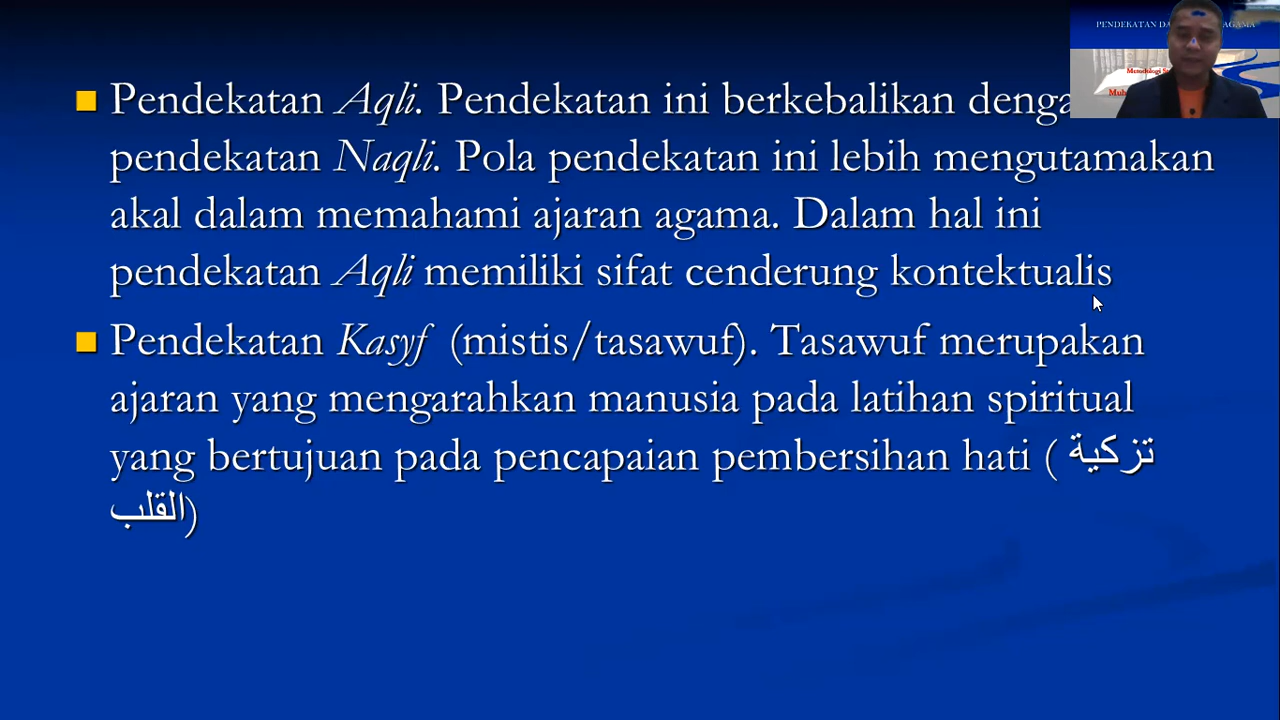 PENDEKATAN DA AGAMA
Muh
Pendekatan Aqli. Pendekatan ini berkebalikan denga
pendekatan Naqli. Pola pendekatan ini lebih mengutamakan
akal dalam memahami ajaran agama. Dalam hal ini
pendekatan Aqli memiliki sifat cenderung kontektualis
Pendekatan Kasyf (mistis/tasawuf). Tasawuf merupakan
ajaran yang mengarahkan manusia pada latihan spiritual
yang bertujuan pada pencapaian pembersihan hati ( تزكية
القلب)